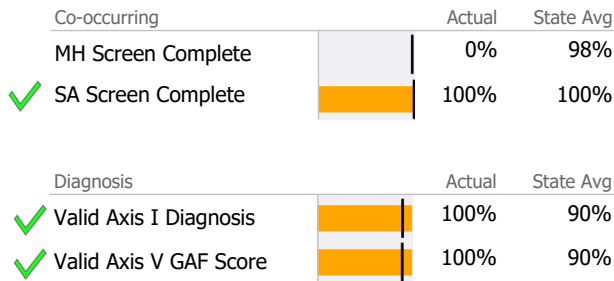 Co-occurring Actual State Avg
MH Screen Complete 0% 98%
SA Screen Complete 100% 100%
Diagnosis Actual State Avg
Valid Axis I Diagnosis 100% 90%
Valid Axis V GAF Score 100% 90%